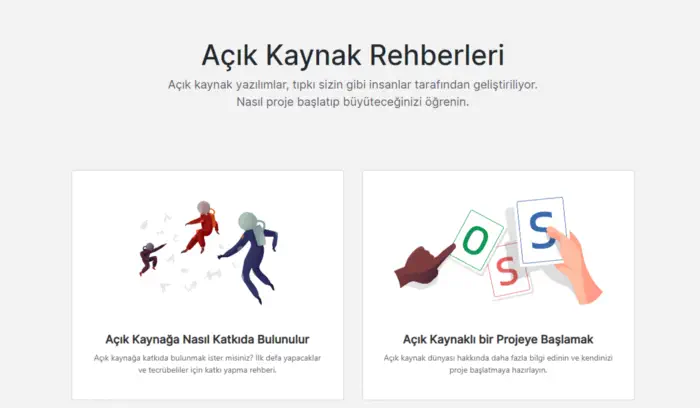 Açık Kaynak Rehberleri
Açık kaynak yazılımlar, tıpkı sizin gibi insanlar tarafından geliştiriliyor.
Nasıl proje başlatıp büyüteceğinizi öğrenin.
O
S
S
Açık Kaynağa Nasıl Katkıda Bulunulur
Açık kaynağa katkıda bulunmak ister misiniz? İlk defa yapacaklar
ve tecrübeliler için katkı yapma rehberi.
Açık Kaynaklı bir Projeye Başlamak
Açık kaynak dünyası hakkında daha fazla bilgi edinin ve kendinizi
proje başlatmaya hazırlayın.